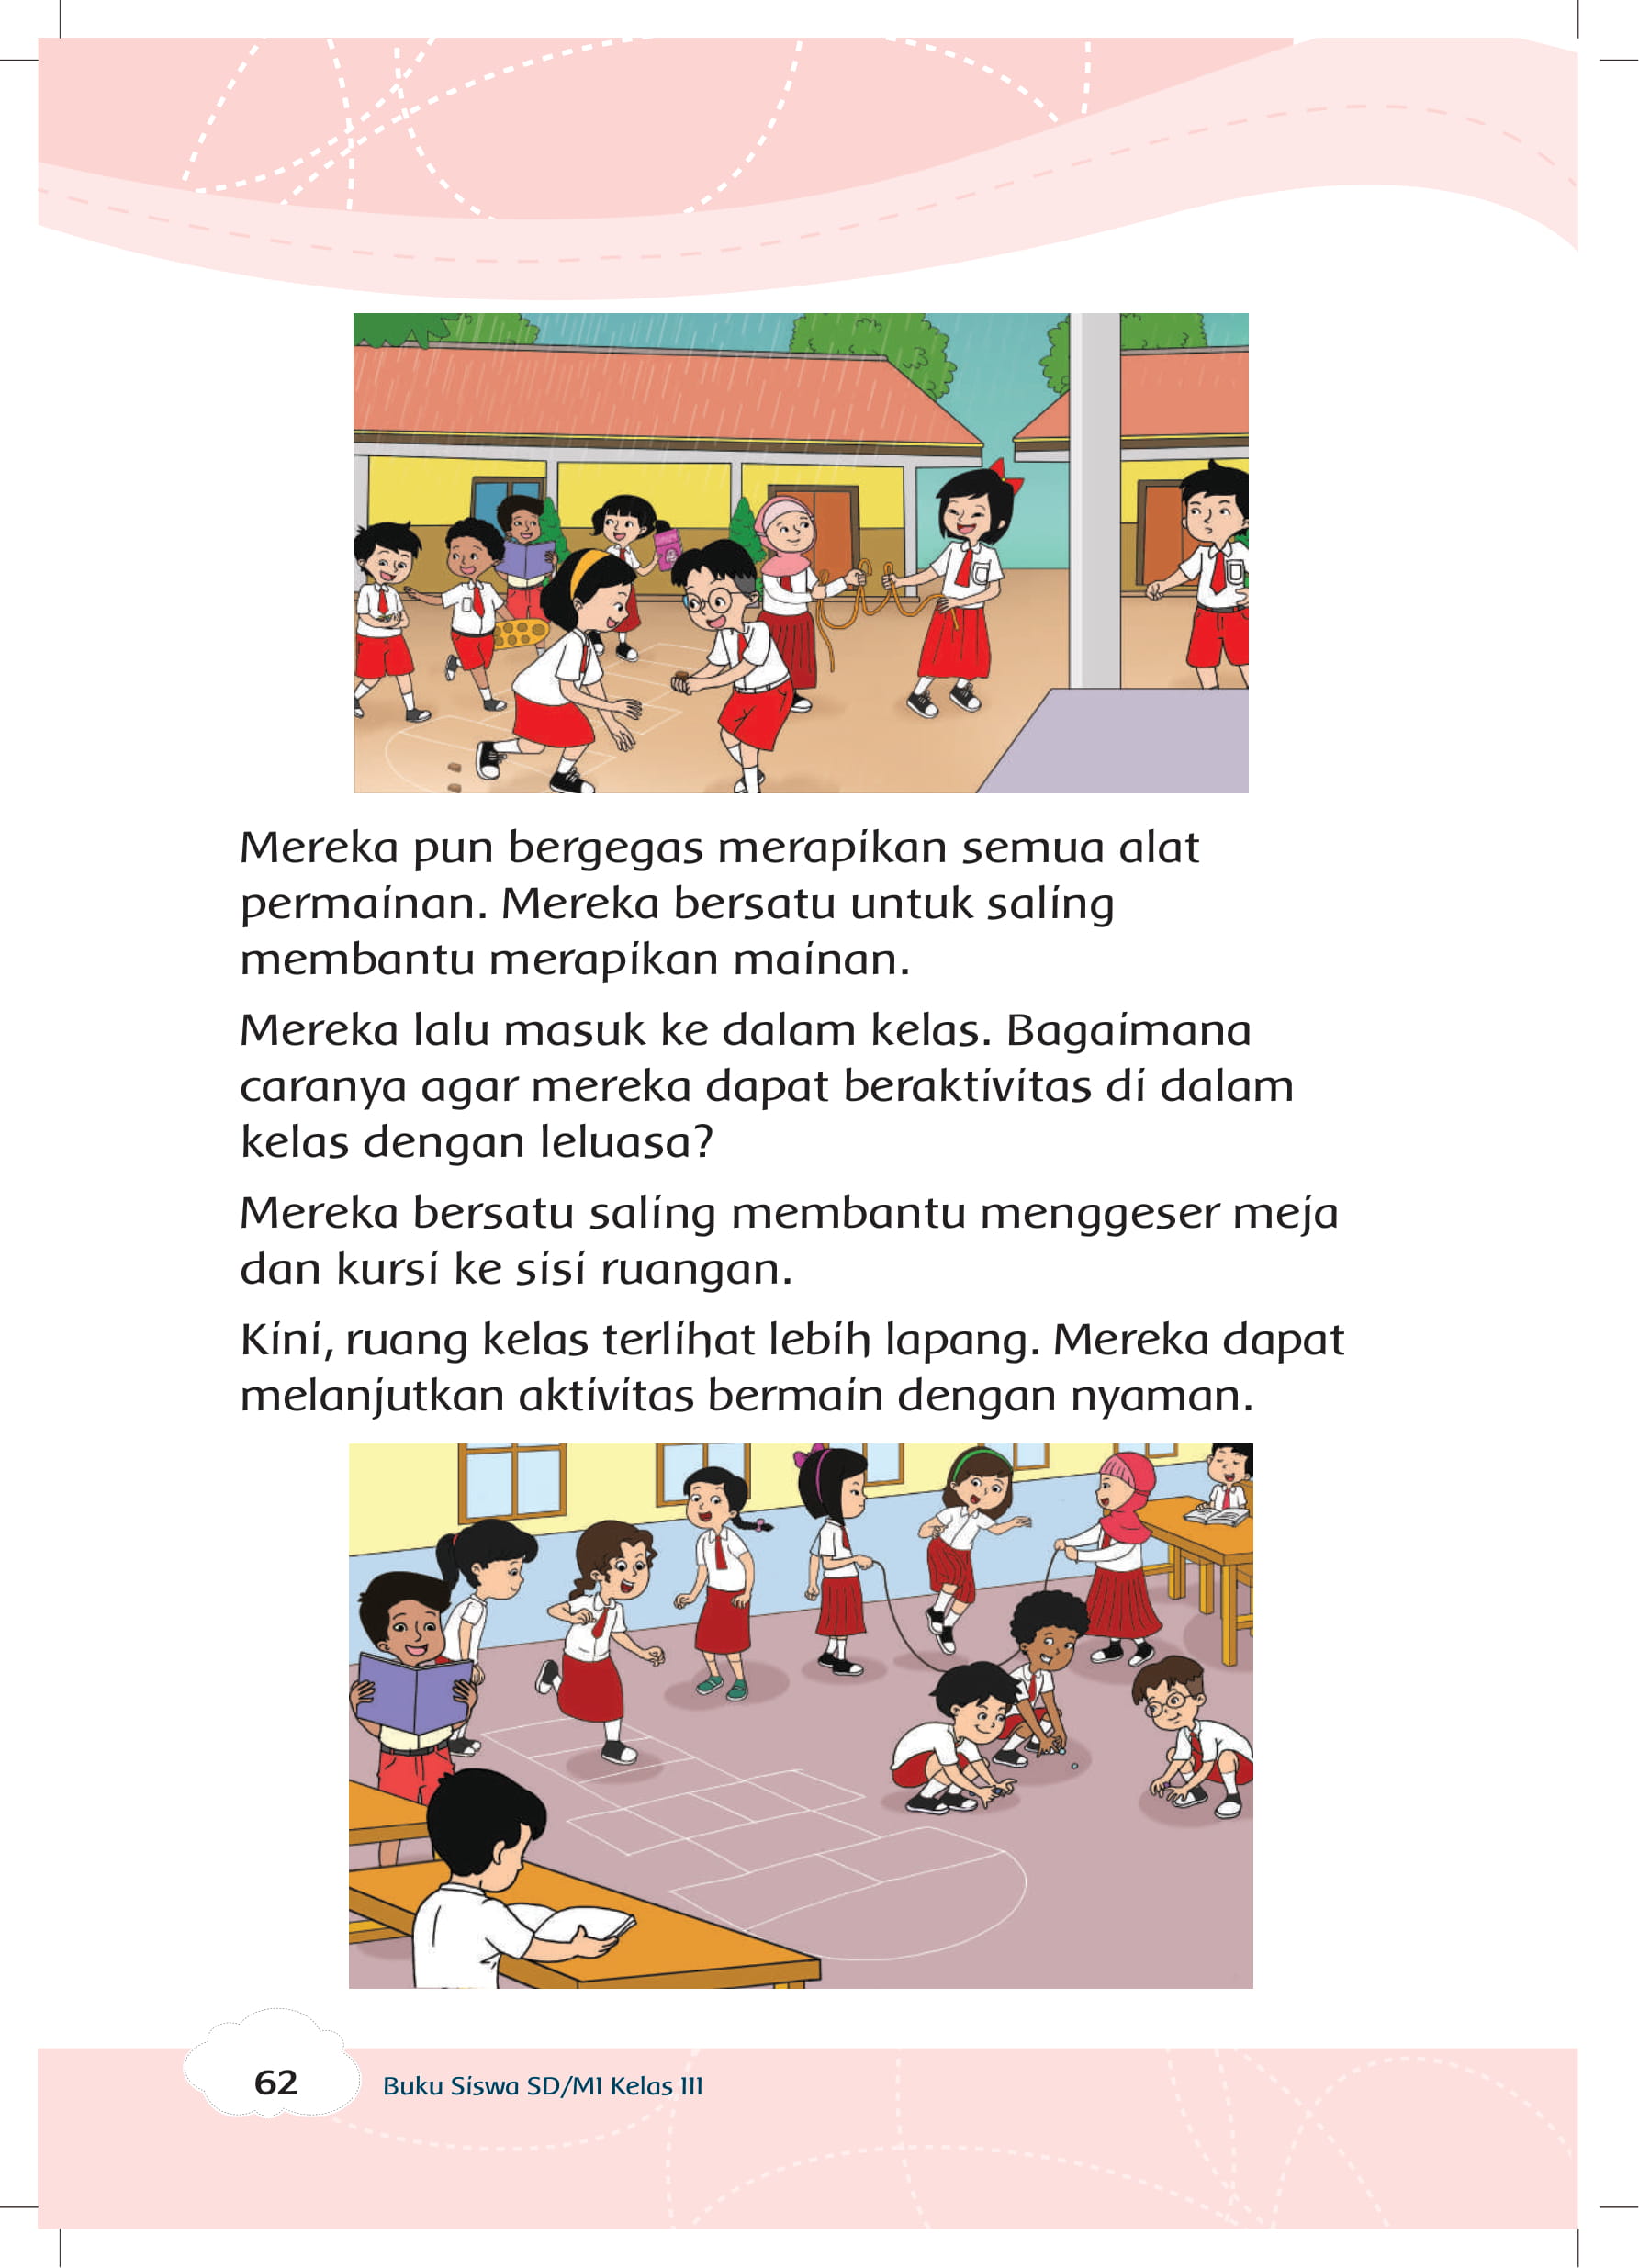 Mereka pun bergegas merapikan semua alat
permainan. Mereka bersatu untuk saling
membantu merapikan mainan.
Mereka lalu masuk ke dalam kelas. Bagaimana
caranya agar mereka dapat beraktivitas di dalam
kelas dengan leluasa?
Mereka bersatu saling membantu menggeser meja
dan kursi ke sisi ruangan.
Kini, ruang kelas terlihat lebih lapang. Mereka dapat
melanjutkan aktivitas bermain dengan nyaman.
62
Buku Siswa SD/MI Kelas III